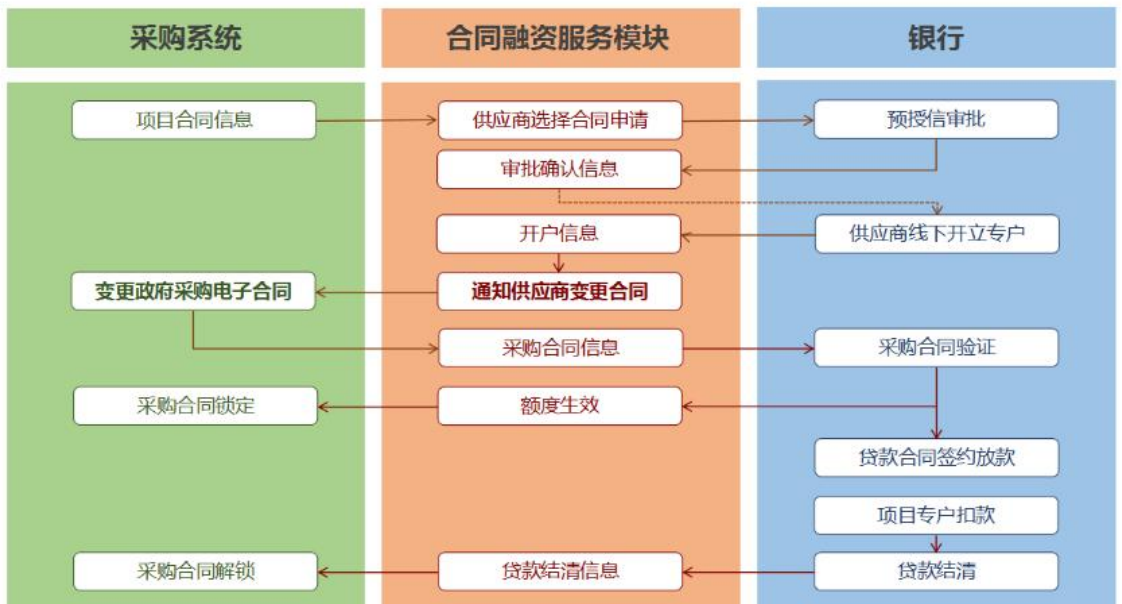 采购系统
合同融资服务模块
银行
项目合同信息
供应商选择合同申请
预授信审批
审批确认信息
开户信息
供应商线下开立专户
变更政府采购电子合同
通知供应商变更合同
采购合同信息
采购合同验证
采购合同锁定
额度生效
贷款合同签约放款
项目专户扣款
采购合同解锁
贷款结清信息
贷款结清